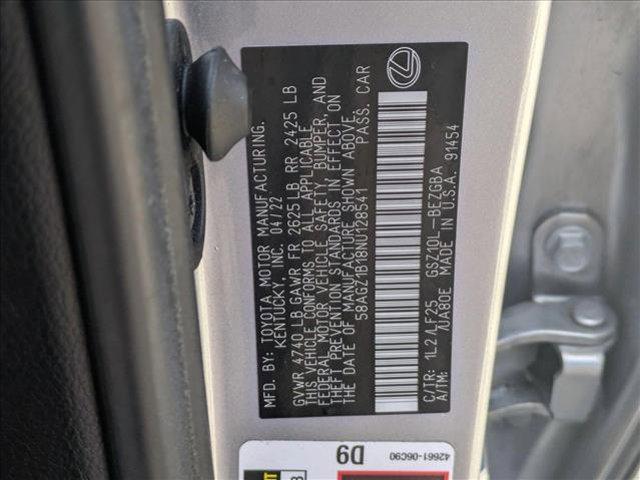 MFD. BY: TOYOTA MOTOR MANUFACTURING.
KENTUCKY, INC. 04/22
GVWR 4740 LB GAWR FR 2625 LB RR 2425 LB
THIS VEHICLE CONFORMS TO ALL APPLICABLE
FEDERAL MOTOR VEHICLE SAFETY, BUMPER, AND
THEFT PREVENTION STANDARDS IN EFFECT ON
THE DATE OF MANUFACTURE SHOWN ABOVE.
58AGZ1B18NU128541 PASS. CAR
C/TR: 1L2 /LF25 GSZ10L-BEZGBA
A/TM: /UA80E MADE IN U.S.A. 91454
D9
42661-06C90